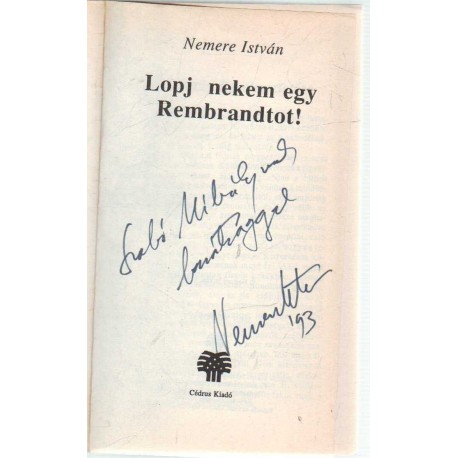 Nemere István
Lopj nekem egy
Rembrandtot!
Szabó Mihálynak
barátsággal
Nemere
'93
Cédrus Kiadó